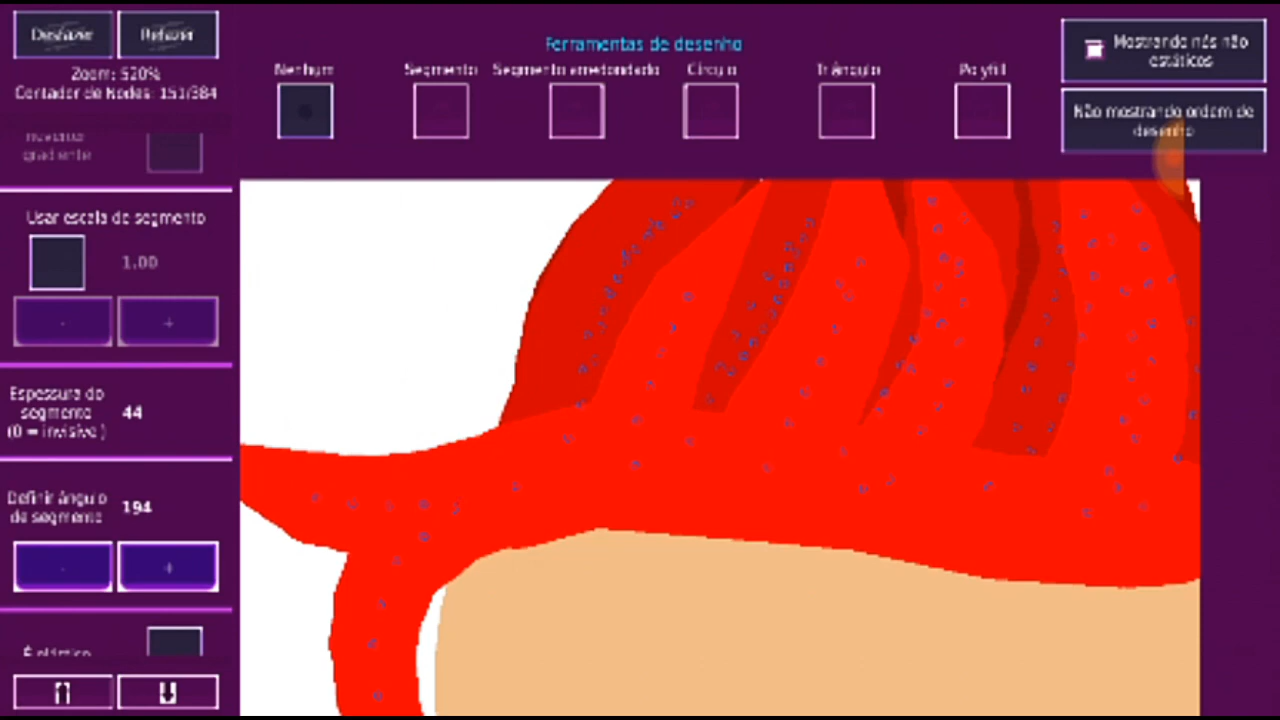 Desfazer
Refazer
Zoom: 520%
Contador de Nodes: 151/384
gradiente
Usar escala de segmento
1.00
-
+
Espessura do
segmento
(0 = invisível)
44
Definir ângulo
de segmento
194
-
+
Ferramentas de desenho
Nenhum
Segmento
Segmento arredondado
Círculo
Triângulo
Polyfill
Mostrando nós não
estáticos
Não mostrando ordem de
desenho